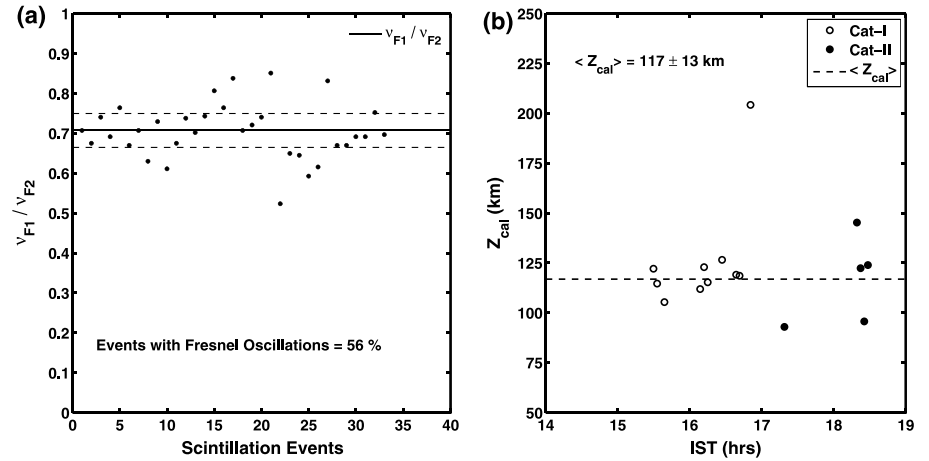 (a)
ν_F1 / ν_F2
1
0.9
0.8
0.7
0.6
0.5
0.4
0.3
0.2
0.1
0
ν_F1 / ν_F2
Events with Fresnel Oscillations = 56 %
0 5 10 15 20 25 30 35 40
Scintillation Events
(b)
Cat–I
Cat–II
< Z_cal >
< Z_cal > = 117 ± 13 km
250
225
200
175
150
125
100
75
50
Z_cal (km)
14 15 16 17 18 19
IST (hrs)